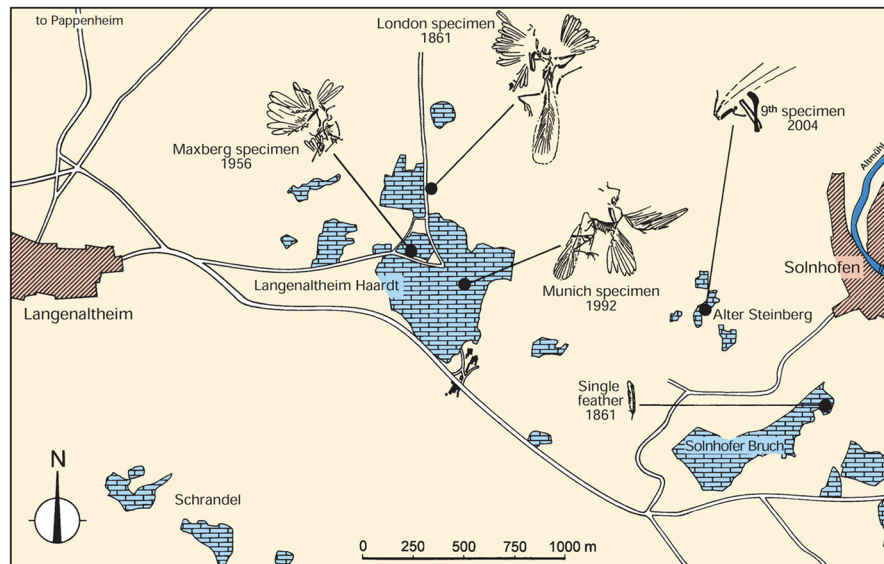 to Pappenheim
London specimen
1861
9th specimen
2004
Maxberg specimen
1956
Altmühl
Solnhofen
Langenaltheim Haardt
Munich specimen
1992
Langenaltheim
Alter Steinberg
Single
feather
1861
Solnhofer Bruch
N
Schrandel
0 250 500 750 1000 m